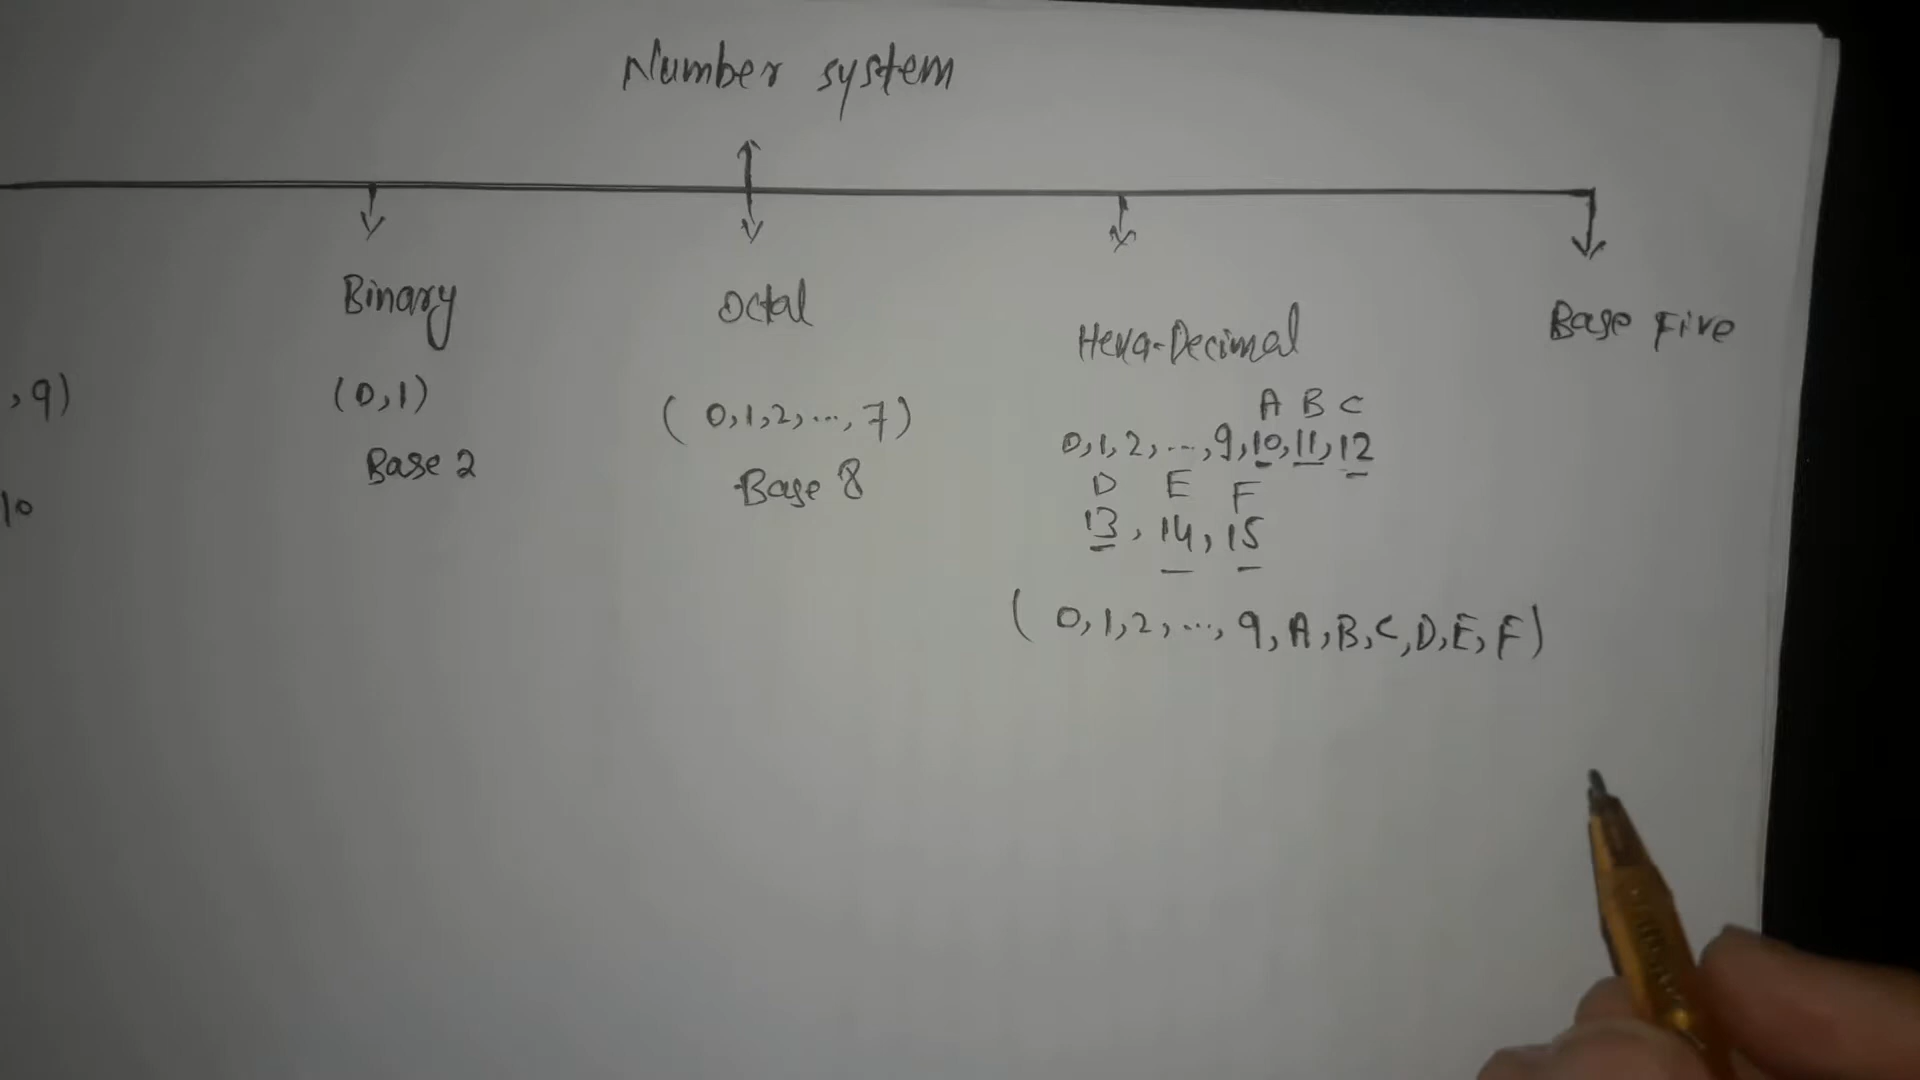 Number system
Binary
Octal
Hexa-Decimal
Base Five
, 9)
(0,1)
(0,1,2,...,7)
A B C
0,1,2,...,9,10,11,12
10
Base 2
Base 8
D E F
13, 14, 15
(0,1,2,...,9,A,B,C,D,E,F)